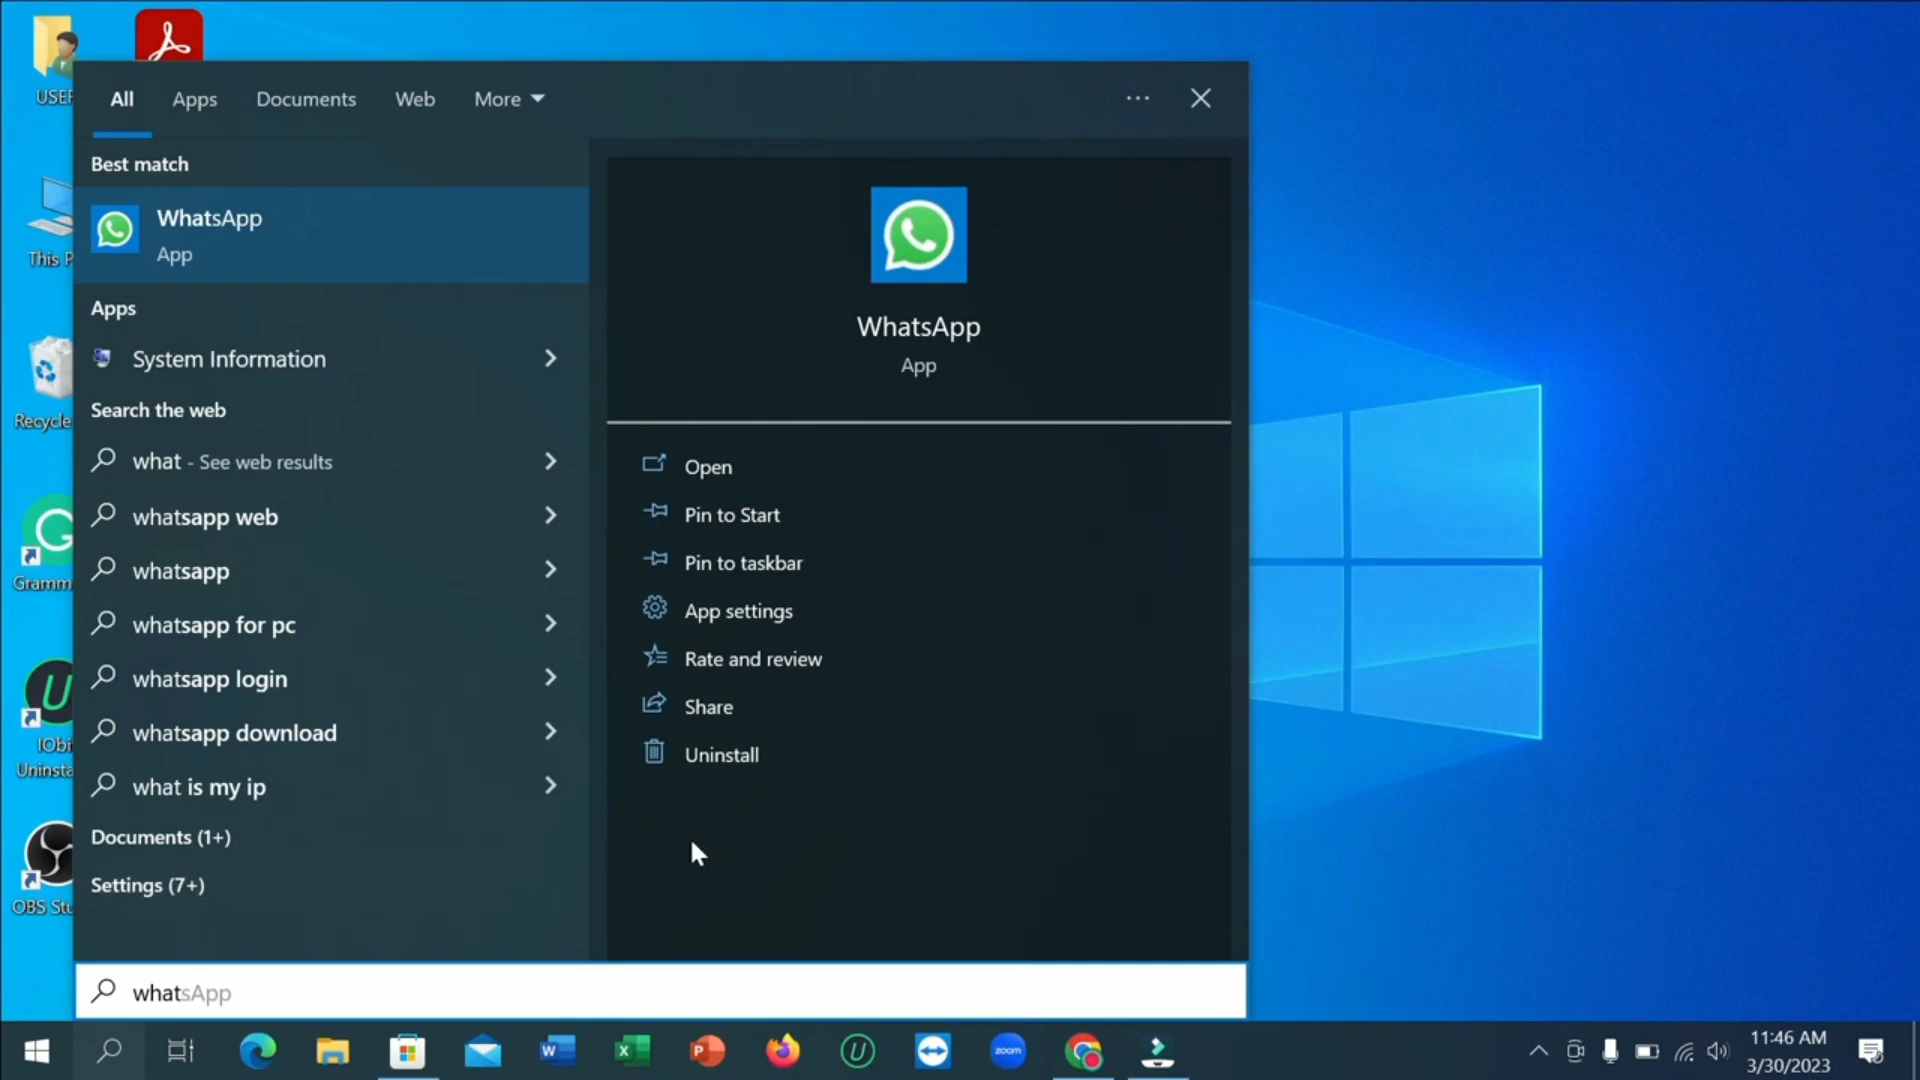 USER
All Apps Documents Web More
Best match
WhatsApp
App
Apps
System Information
Search the web
what - See web results
whatsapp web
whatsapp
whatsapp for pc
whatsapp login
whatsapp download
what is my ip
Documents (1+)
Settings (7+)
WhatsApp
App
Open
Pin to Start
Pin to taskbar
App settings
Rate and review
Share
Uninstall
This P
Recycle
Gramm
IObi
Uninsta
OBS Stu
whatsApp
zoom
11:46 AM
3/30/2023